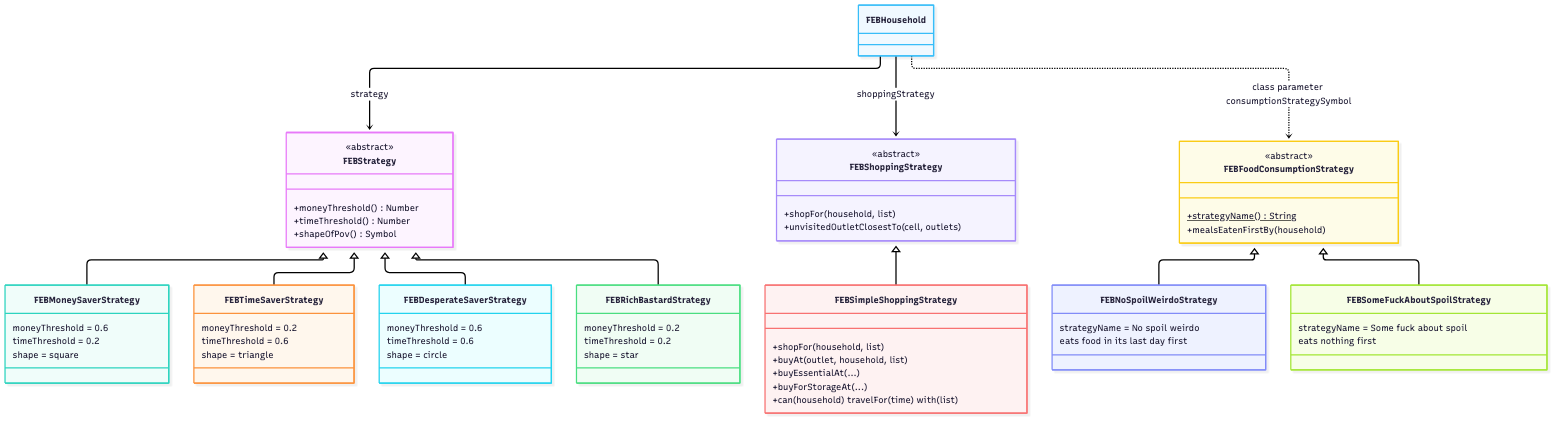 FEBHousehold
strategy
shoppingStrategy
class parameter
consumptionStrategySymbol
«abstract»
FEBStrategy
+moneyThreshold() : Number
+timeThreshold() : Number
+shapeOfPov() : Symbol
«abstract»
FEBShoppingStrategy
+shopFor(household, list)
+unvisitedOutletClosestTo(cell, outlets)
«abstract»
FEBFoodConsumptionStrategy
+strategyName() : String
+mealsEatenFirstBy(household)
FEBMoneySaverStrategy
moneyThreshold = 0.6
timeThreshold = 0.2
shape = square
FEBTimeSaverStrategy
moneyThreshold = 0.2
timeThreshold = 0.6
shape = triangle
FEBDesperateSaverStrategy
moneyThreshold = 0.6
timeThreshold = 0.6
shape = circle
FEBRichBastardStrategy
moneyThreshold = 0.2
timeThreshold = 0.2
shape = star
FEBSimpleShoppingStrategy
+shopFor(household, list)
+buyAt(outlet, household, list)
+buyEssentialAt(...)
+buyForStorageAt(...)
+can(household) travelFor(time) with(list)
FEBNoSpoilWeirdoStrategy
strategyName = No spoil weirdo
eats food in its last day first
FEBSomeFuckAboutSpoilStrategy
strategyName = Some fuck about spoil
eats nothing first